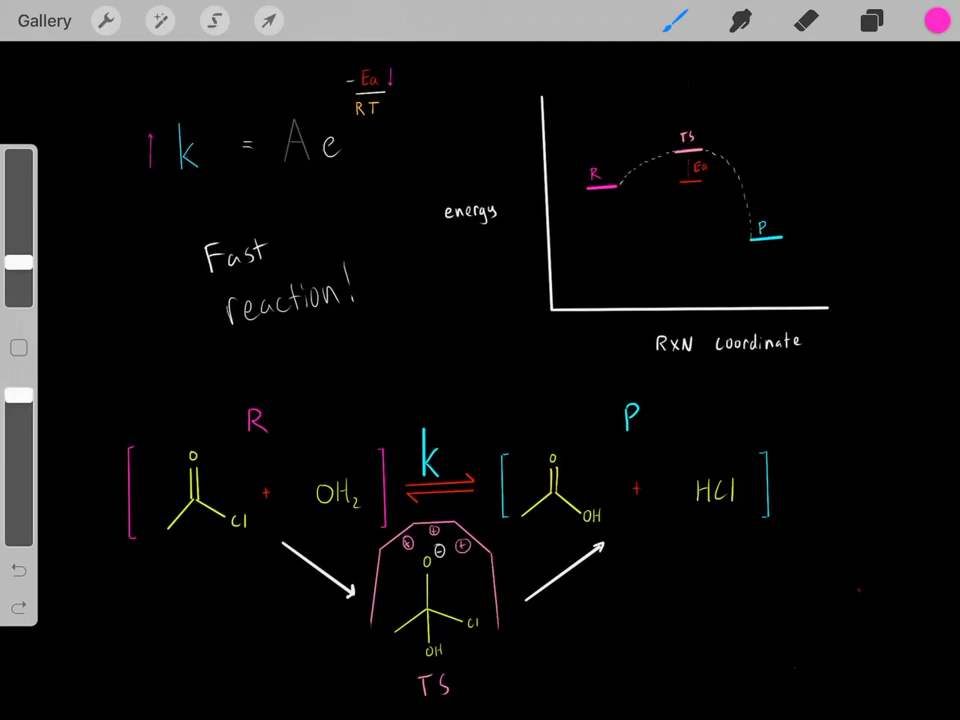 Gallery
↑ k = A e -Ea↓/RT
Fast
reaction!
energy
R
TS
Ea
P
RXN coordinate
R
k
P
O
Cl
+
OH₂
O
OH
+
HCl
+ + +
O ⊖
Cl
OH
TS